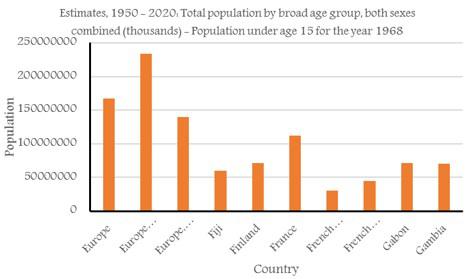 Estimates, 1950 - 2020: Total population by broad age group, both sexes
combined (thousands) - Population under age 15 for the year 1968
250000000
200000000
150000000
100000000
50000000
0
Population
Europe
Europe…
Europe.…
Fiji
Finland
France
French…
French…
Gabon
Gambia
Country